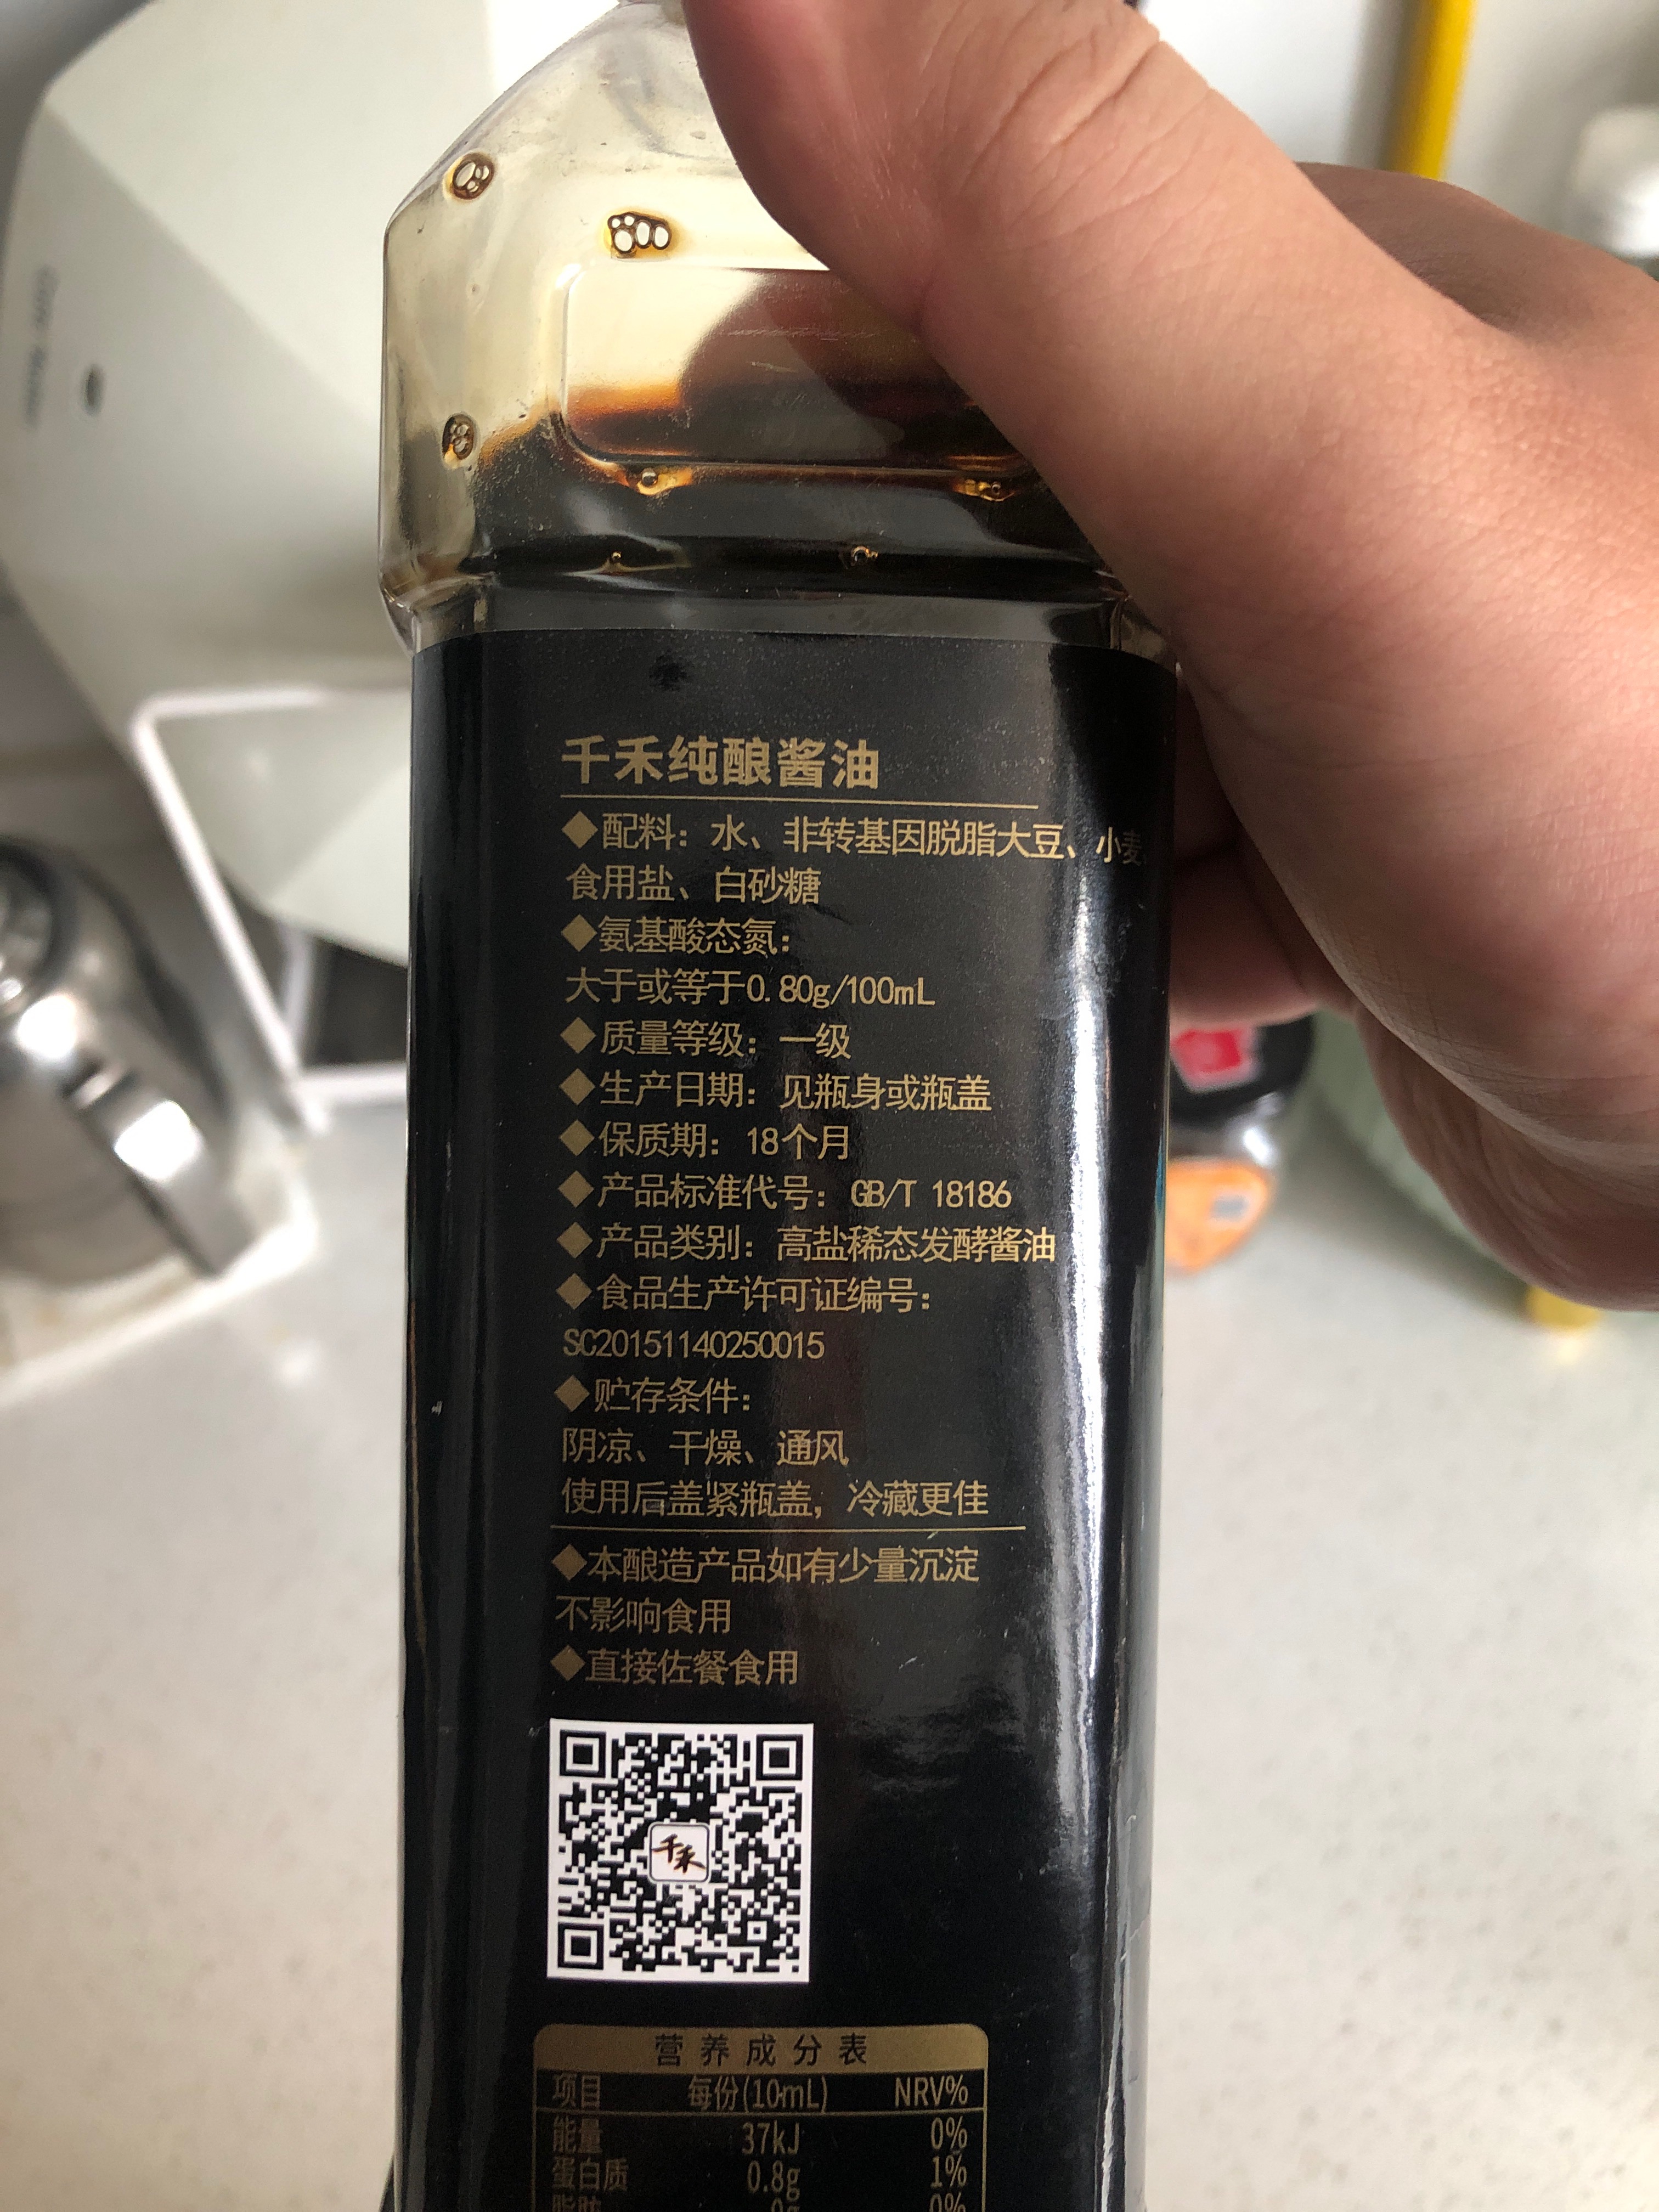 千禾纯酿酱油
◆配料：水、非转基因脱脂大豆、小麦、
食用盐、白砂糖
◆氨基酸态氮：
大于或等于0.80g/100mL
◆质量等级：一级
◆生产日期：见瓶身或瓶盖
◆保质期：18个月
◆产品标准代号：GB/T 18186
◆产品类别：高盐稀态发酵酱油
◆食品生产许可证编号：
SC20151140250015
◆贮存条件：
阴凉、干燥、通风
使用后盖紧瓶盖，冷藏更佳
◆本酿造产品如有少量沉淀
不影响食用
◆直接佐餐食用
千禾
营养成分表
项目 每份(10mL) NRV%
能量 37kJ 0%
蛋白质 0.8g 1%
脂肪 0g 0%